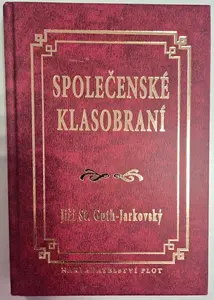 SPOLEČENSKÉ
KLASOBRANÍ
Jiří St. Guth-Jarkovský
NAKLADATELSTVÍ PLOT